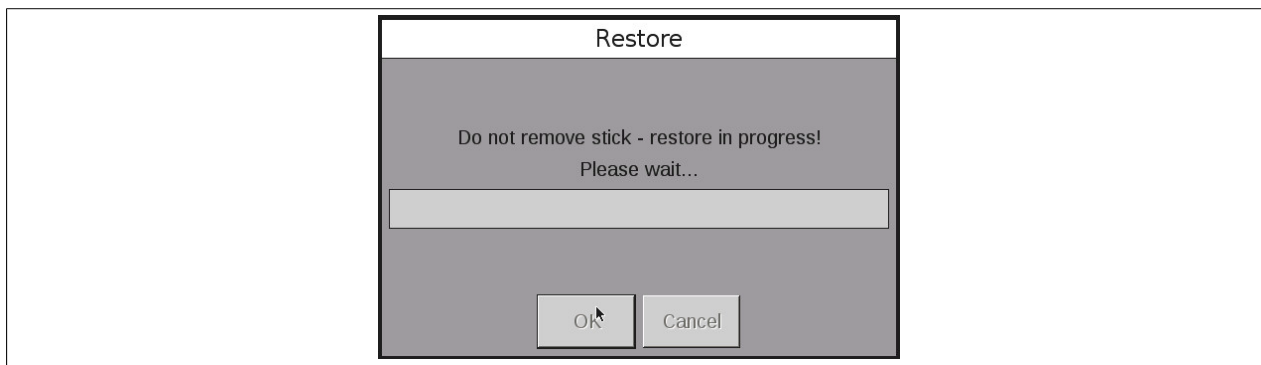 Restore
Do not remove stick - restore in progress!
Please wait...
OK
Cancel